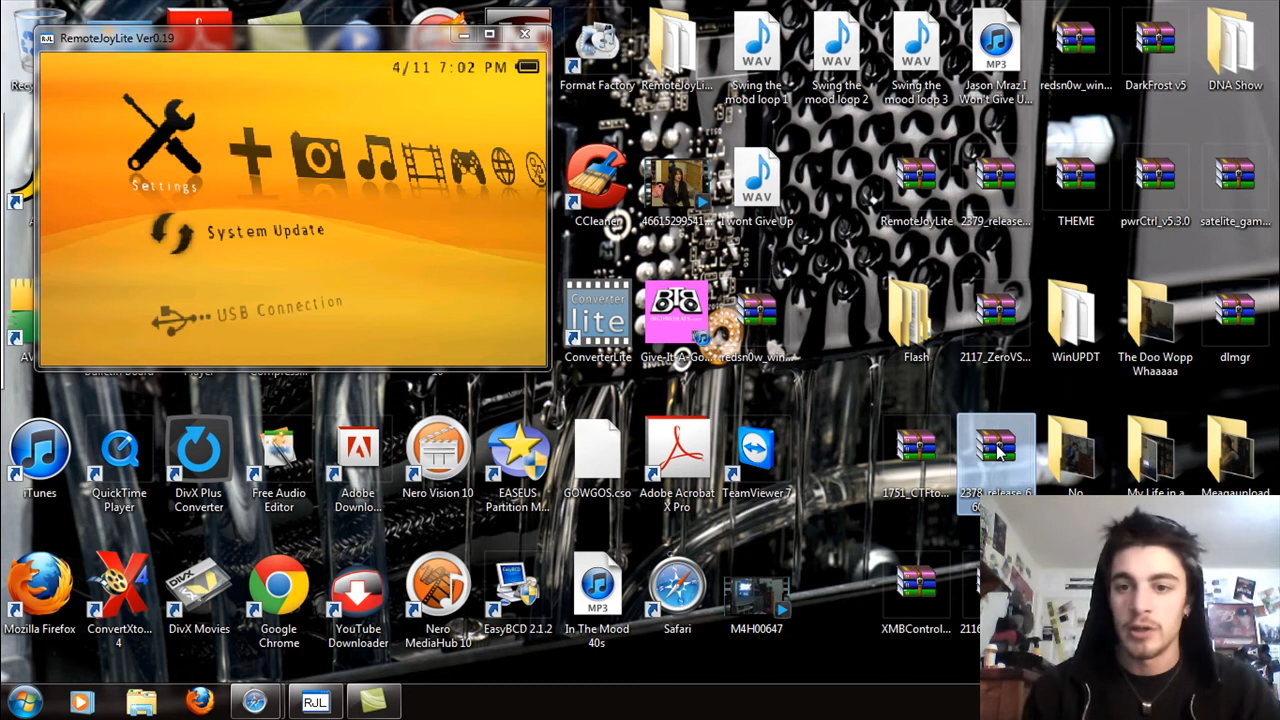 RJL RemoteJoyLite Ver0.19
4/11 7:02 PM
Settings
System Update
USB Connection
Format Factory
RemoteJoyLi...
Swing the
mood loop 1
Swing the
mood loop 2
Swing the
mood loop 3
MP3
Jason Mraz I
Won't Give U...
redsn0w_win...
DarkFrost v5
DNA Show
WAV
WAV
WAV
CCleaner
46615299541...
WAV
I wont Give Up
RemoteJoyLite
2379_release...
THEME
pwrCtrl_v5.3.0
satelite_gam...
Converter
lite
ConverterLite
BTB
Give-It-A-Go...
redsn0w_win...
Flash
2117_ZeroVS...
WinUPDT
The Doo Wopp
Whaaaaa
dlmgr
iTunes
QuickTime
Player
DivX Plus
Converter
Free Audio
Editor
Adobe
Downlo...
Nero Vision 10
EASEUS
Partition M...
GOWGOS.cso
Adobe Acrobat
X Pro
TeamViewer 7
1751_CTFto...
2378_release_6
No
My Life in a
Megaupload
Mozilla Firefox
ConvertXto...
4
DivX Movies
Google
Chrome
YouTube
Downloader
Nero
MediaHub 10
EasyBCD 2.1.2
MP3
In The Mood
40s
Safari
M4H00647
XMBControl...
RJL